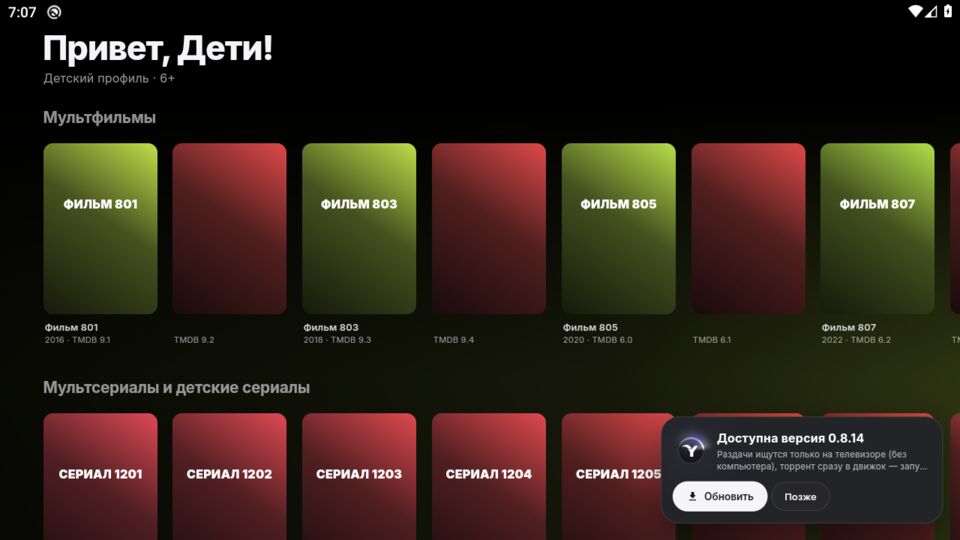 7:07
Привет, Дети!
Детский профиль · 6+
Мультфильмы
ФИЛЬМ 801
ФИЛЬМ 803
ФИЛЬМ 805
ФИЛЬМ 807
Фильм 801
Фильм 803
Фильм 805
Фильм 807
2016 · TMDB 9.1
TMDB 9.2
2018 · TMDB 9.3
TMDB 9.4
2020 · TMDB 6.0
TMDB 6.1
2022 · TMDB 6.2
Мультсериалы и детские сериалы
СЕРИАЛ 1201
СЕРИАЛ 1202
СЕРИАЛ 1203
СЕРИАЛ 1204
СЕРИАЛ 1205
Доступна версия 0.8.14
Раздачи ищутся только на телевизоре (без
компьютера), торрент сразу в движок — запу...
Обновить
Позже